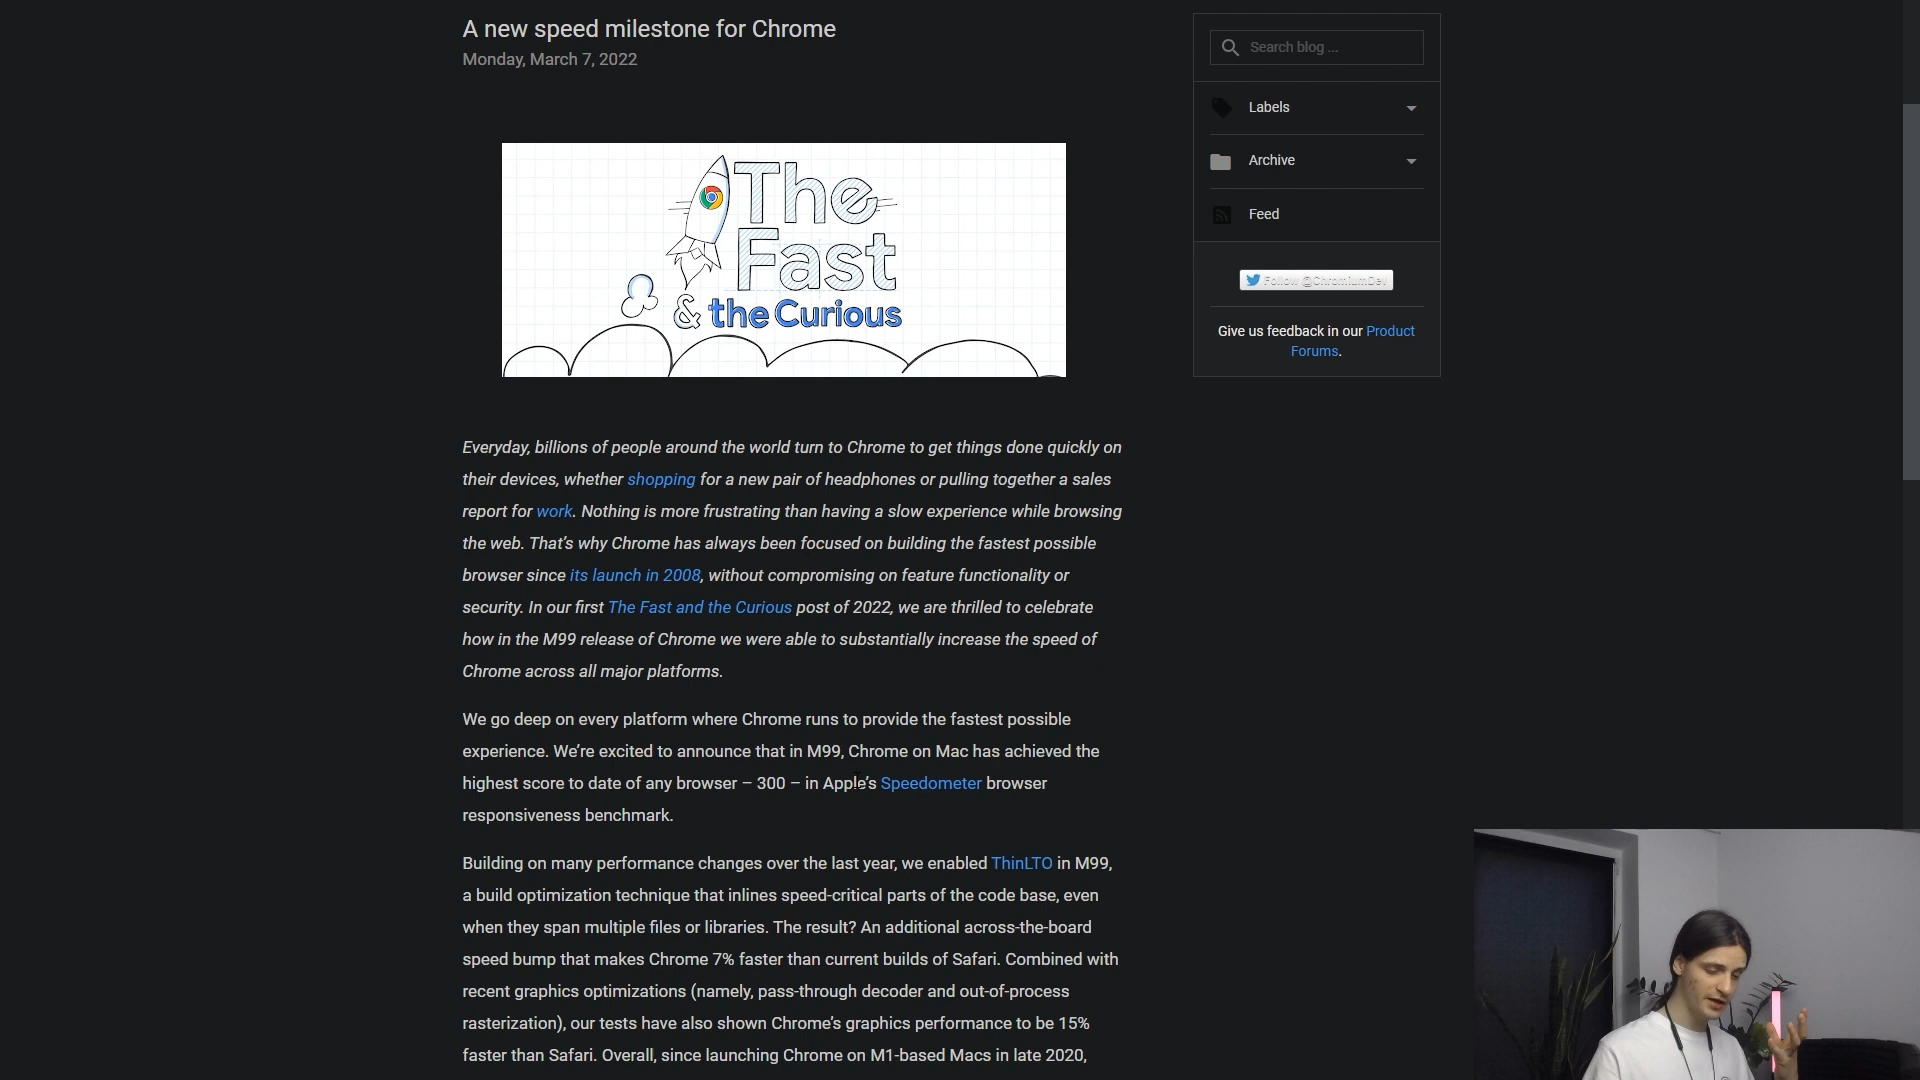 A new speed milestone for Chrome
Monday, March 7, 2022
The
Fast
& the Curious
Everyday, billions of people around the world turn to Chrome to get things done quickly on
their devices, whether shopping for a new pair of headphones or pulling together a sales
report for work. Nothing is more frustrating than having a slow experience while browsing
the web. That's why Chrome has always been focused on building the fastest possible
browser since its launch in 2008, without compromising on feature functionality or
security. In our first The Fast and the Curious post of 2022, we are thrilled to celebrate
how in the M99 release of Chrome we were able to substantially increase the speed of
Chrome across all major platforms.
We go deep on every platform where Chrome runs to provide the fastest possible
experience. We're excited to announce that in M99, Chrome on Mac has achieved the
highest score to date of any browser – 300 – in Apple's Speedometer browser
responsiveness benchmark.
Building on many performance changes over the last year, we enabled ThinLTO in M99,
a build optimization technique that inlines speed-critical parts of the code base, even
when they span multiple files or libraries. The result? An additional across-the-board
speed bump that makes Chrome 7% faster than current builds of Safari. Combined with
recent graphics optimizations (namely, pass-through decoder and out-of-process
rasterization), our tests have also shown Chrome's graphics performance to be 15%
faster than Safari. Overall, since launching Chrome on M1-based Macs in late 2020,
Search blog ...
Labels
Archive
Feed
Follow @ChromiumDev
Give us feedback in our Product
Forums.